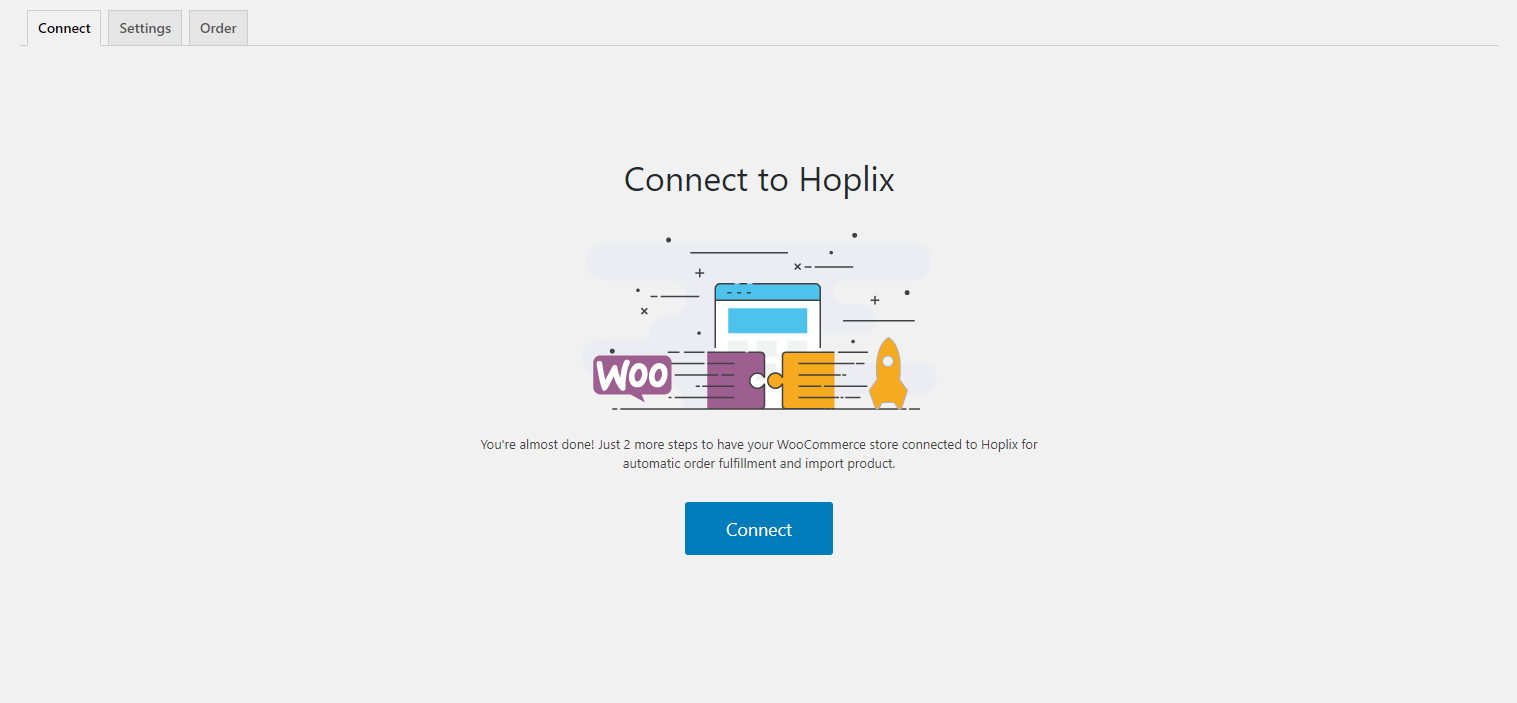 Connect Settings Order
Connect to Hoplix
WOO
You're almost done! Just 2 more steps to have your WooCommerce store connected to Hoplix for
automatic order fulfillment and import product.
Connect